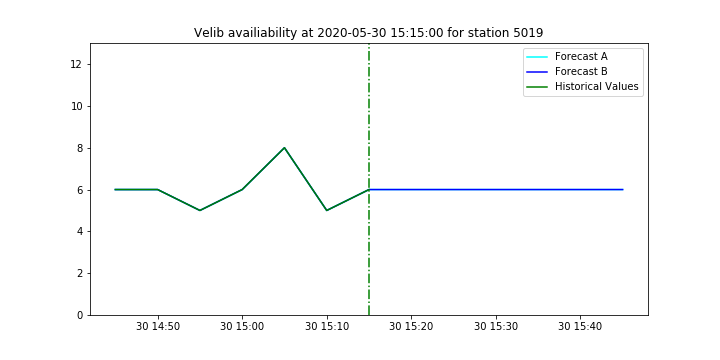 Velib availiability at 2020-05-30 15:15:00 for station 5019
Forecast A
Forecast B
Historical Values
12
10
8
6
4
2
0
30 14:50 30 15:00 30 15:10 30 15:20 30 15:30 30 15:40